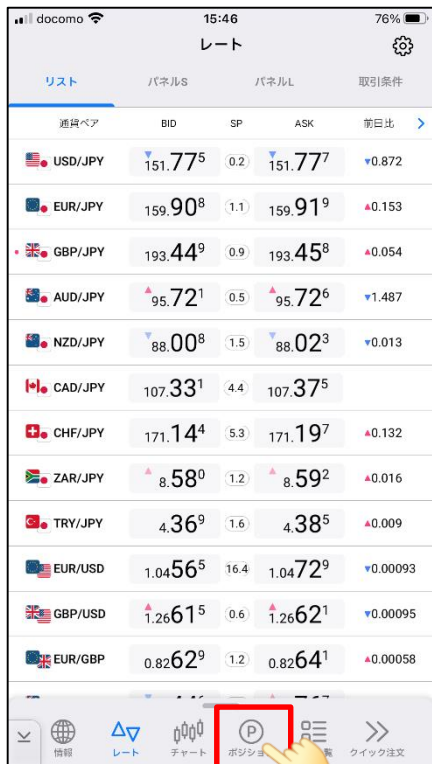 docomo 15:46 76%
レート
リスト パネルS パネルL 取引条件
通貨ペア BID SP ASK 前日比
USD/JPY 151.775 0.2 151.777 ▼0.872
EUR/JPY 159.908 1.1 159.919 ▲0.153
GBP/JPY 193.449 0.9 193.458 ▲0.054
AUD/JPY 95.721 0.5 95.726 ▼1.487
NZD/JPY 88.008 1.5 88.023 ▼0.013
CAD/JPY 107.331 4.4 107.375
CHF/JPY 171.144 5.3 171.197 ▲0.132
ZAR/JPY 8.580 1.2 8.592 ▲0.016
TRY/JPY 4.369 1.6 4.385 ▲0.009
EUR/USD 1.04565 16.4 1.04729 ▼0.00093
GBP/USD 1.26615 0.6 1.26621 ▼0.00095
EUR/GBP 0.82629 1.2 0.82641 ▲0.00058
P
情報 レート チャート ポジショ 覧 クイック注文